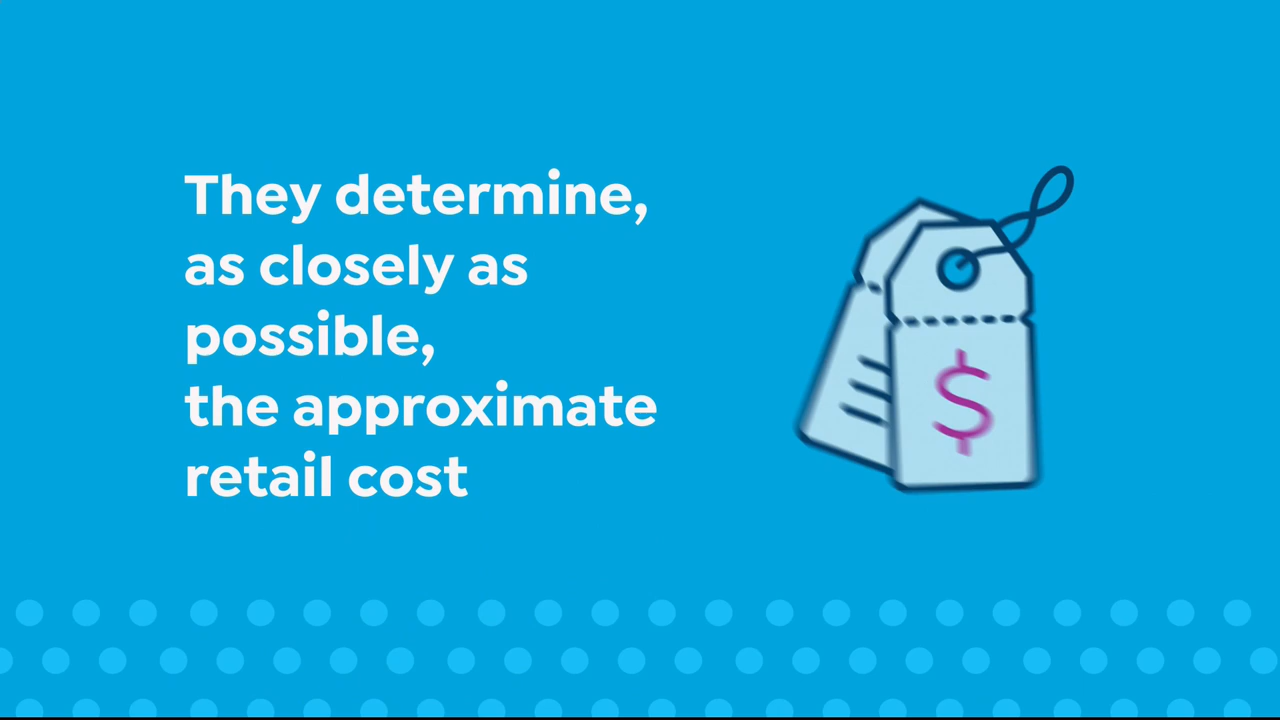 They determine,
as closely as
possible,
the approximate
retail cost
$